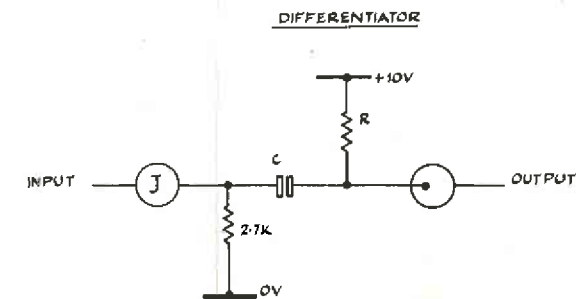 DIFFERENTIATOR
+10V
R
C
INPUT
J
OUTPUT
2.7K
0V